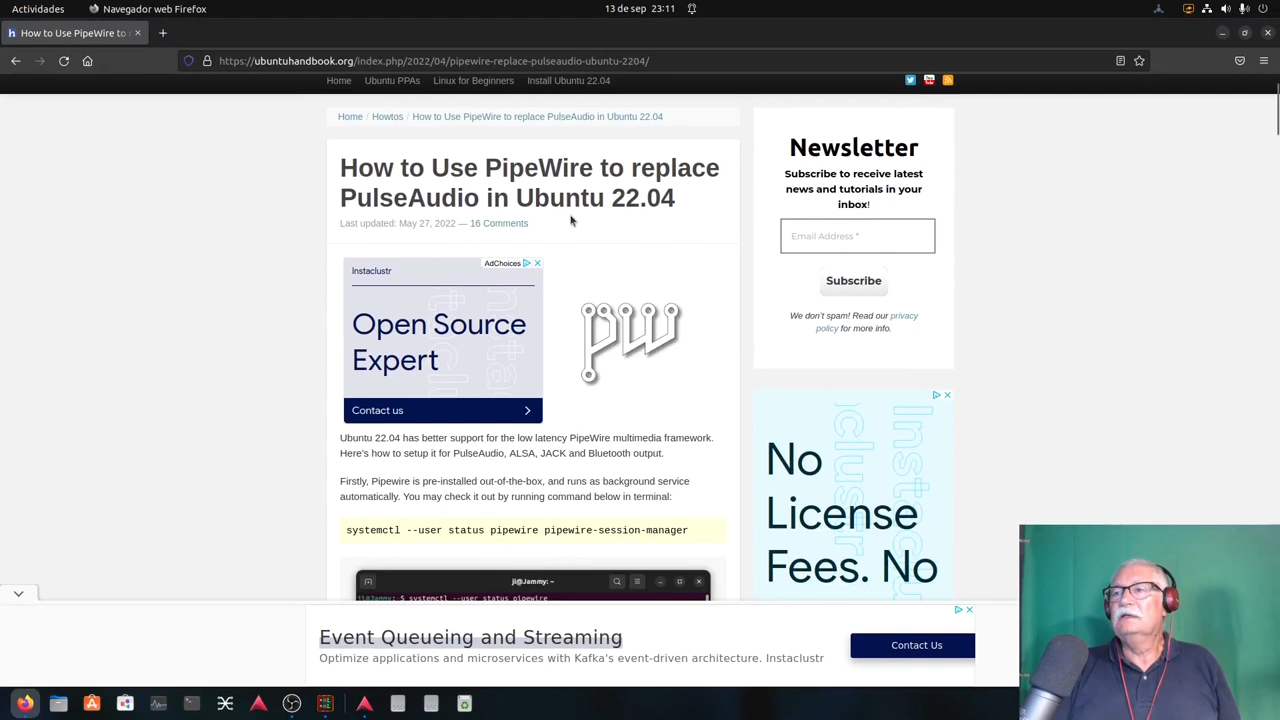 Actividades
Navegador web Firefox
13 de sep 23:11
How to Use PipeWire to
https://ubuntuhandbook.org/index.php/2022/04/pipewire-replace-pulseaudio-ubuntu-2204/
Home Ubuntu PPAs Linux for Beginners Install Ubuntu 22.04
Home / Howtos / How to Use PipeWire to replace PulseAudio in Ubuntu 22.04
How to Use PipeWire to replace
PulseAudio in Ubuntu 22.04
Last updated: May 27, 2022 — 16 Comments
AdChoices
Instaclustr
Open Source
Expert
Contact us
pw
Ubuntu 22.04 has better support for the low latency PipeWire multimedia framework.
Here's how to setup it for PulseAudio, ALSA, JACK and Bluetooth output.
Firstly, Pipewire is pre-installed out-of-the-box, and runs as background service
automatically. You may check it out by running command below in terminal:
systemctl --user status pipewire pipewire-session-manager
ji@Jammy: ~
ji@Jammy:~$ systemctl --user status pipewire
Newsletter
Subscribe to receive latest
news and tutorials in your
inbox!
Email Address *
Subscribe
We don't spam! Read our privacy
policy for more info.
No
License
Fees. No
Event Queueing and Streaming
Optimize applications and microservices with Kafka's event-driven architecture. Instaclustr
Contact Us